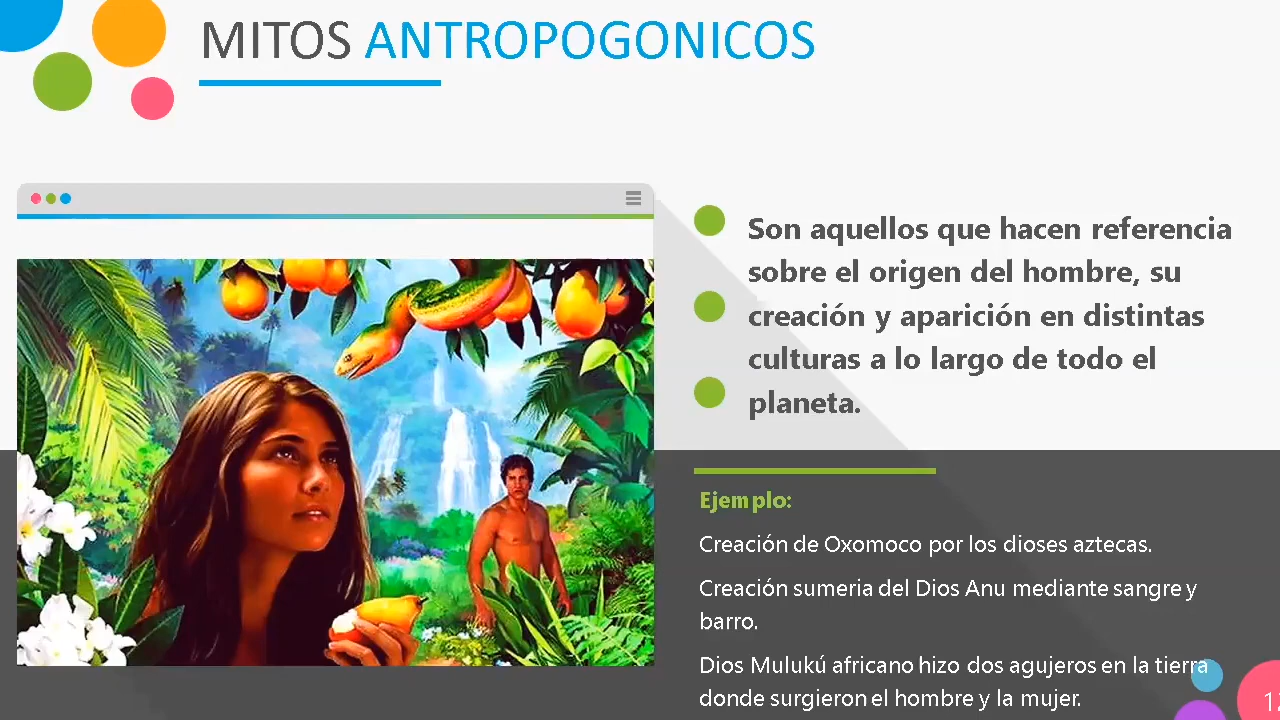 MITOS ANTROPOGONICOS
Son aquellos que hacen referencia
sobre el origen del hombre, su
creación y aparición en distintas
culturas a lo largo de todo el
planeta.
Ejemplo:
Creación de Oxomoco por los dioses aztecas.
Creación sumeria del Dios Anu mediante sangre y
barro.
Dios Mulukú africano hizo dos agujeros en la tierra
donde surgieron el hombre y la mujer.